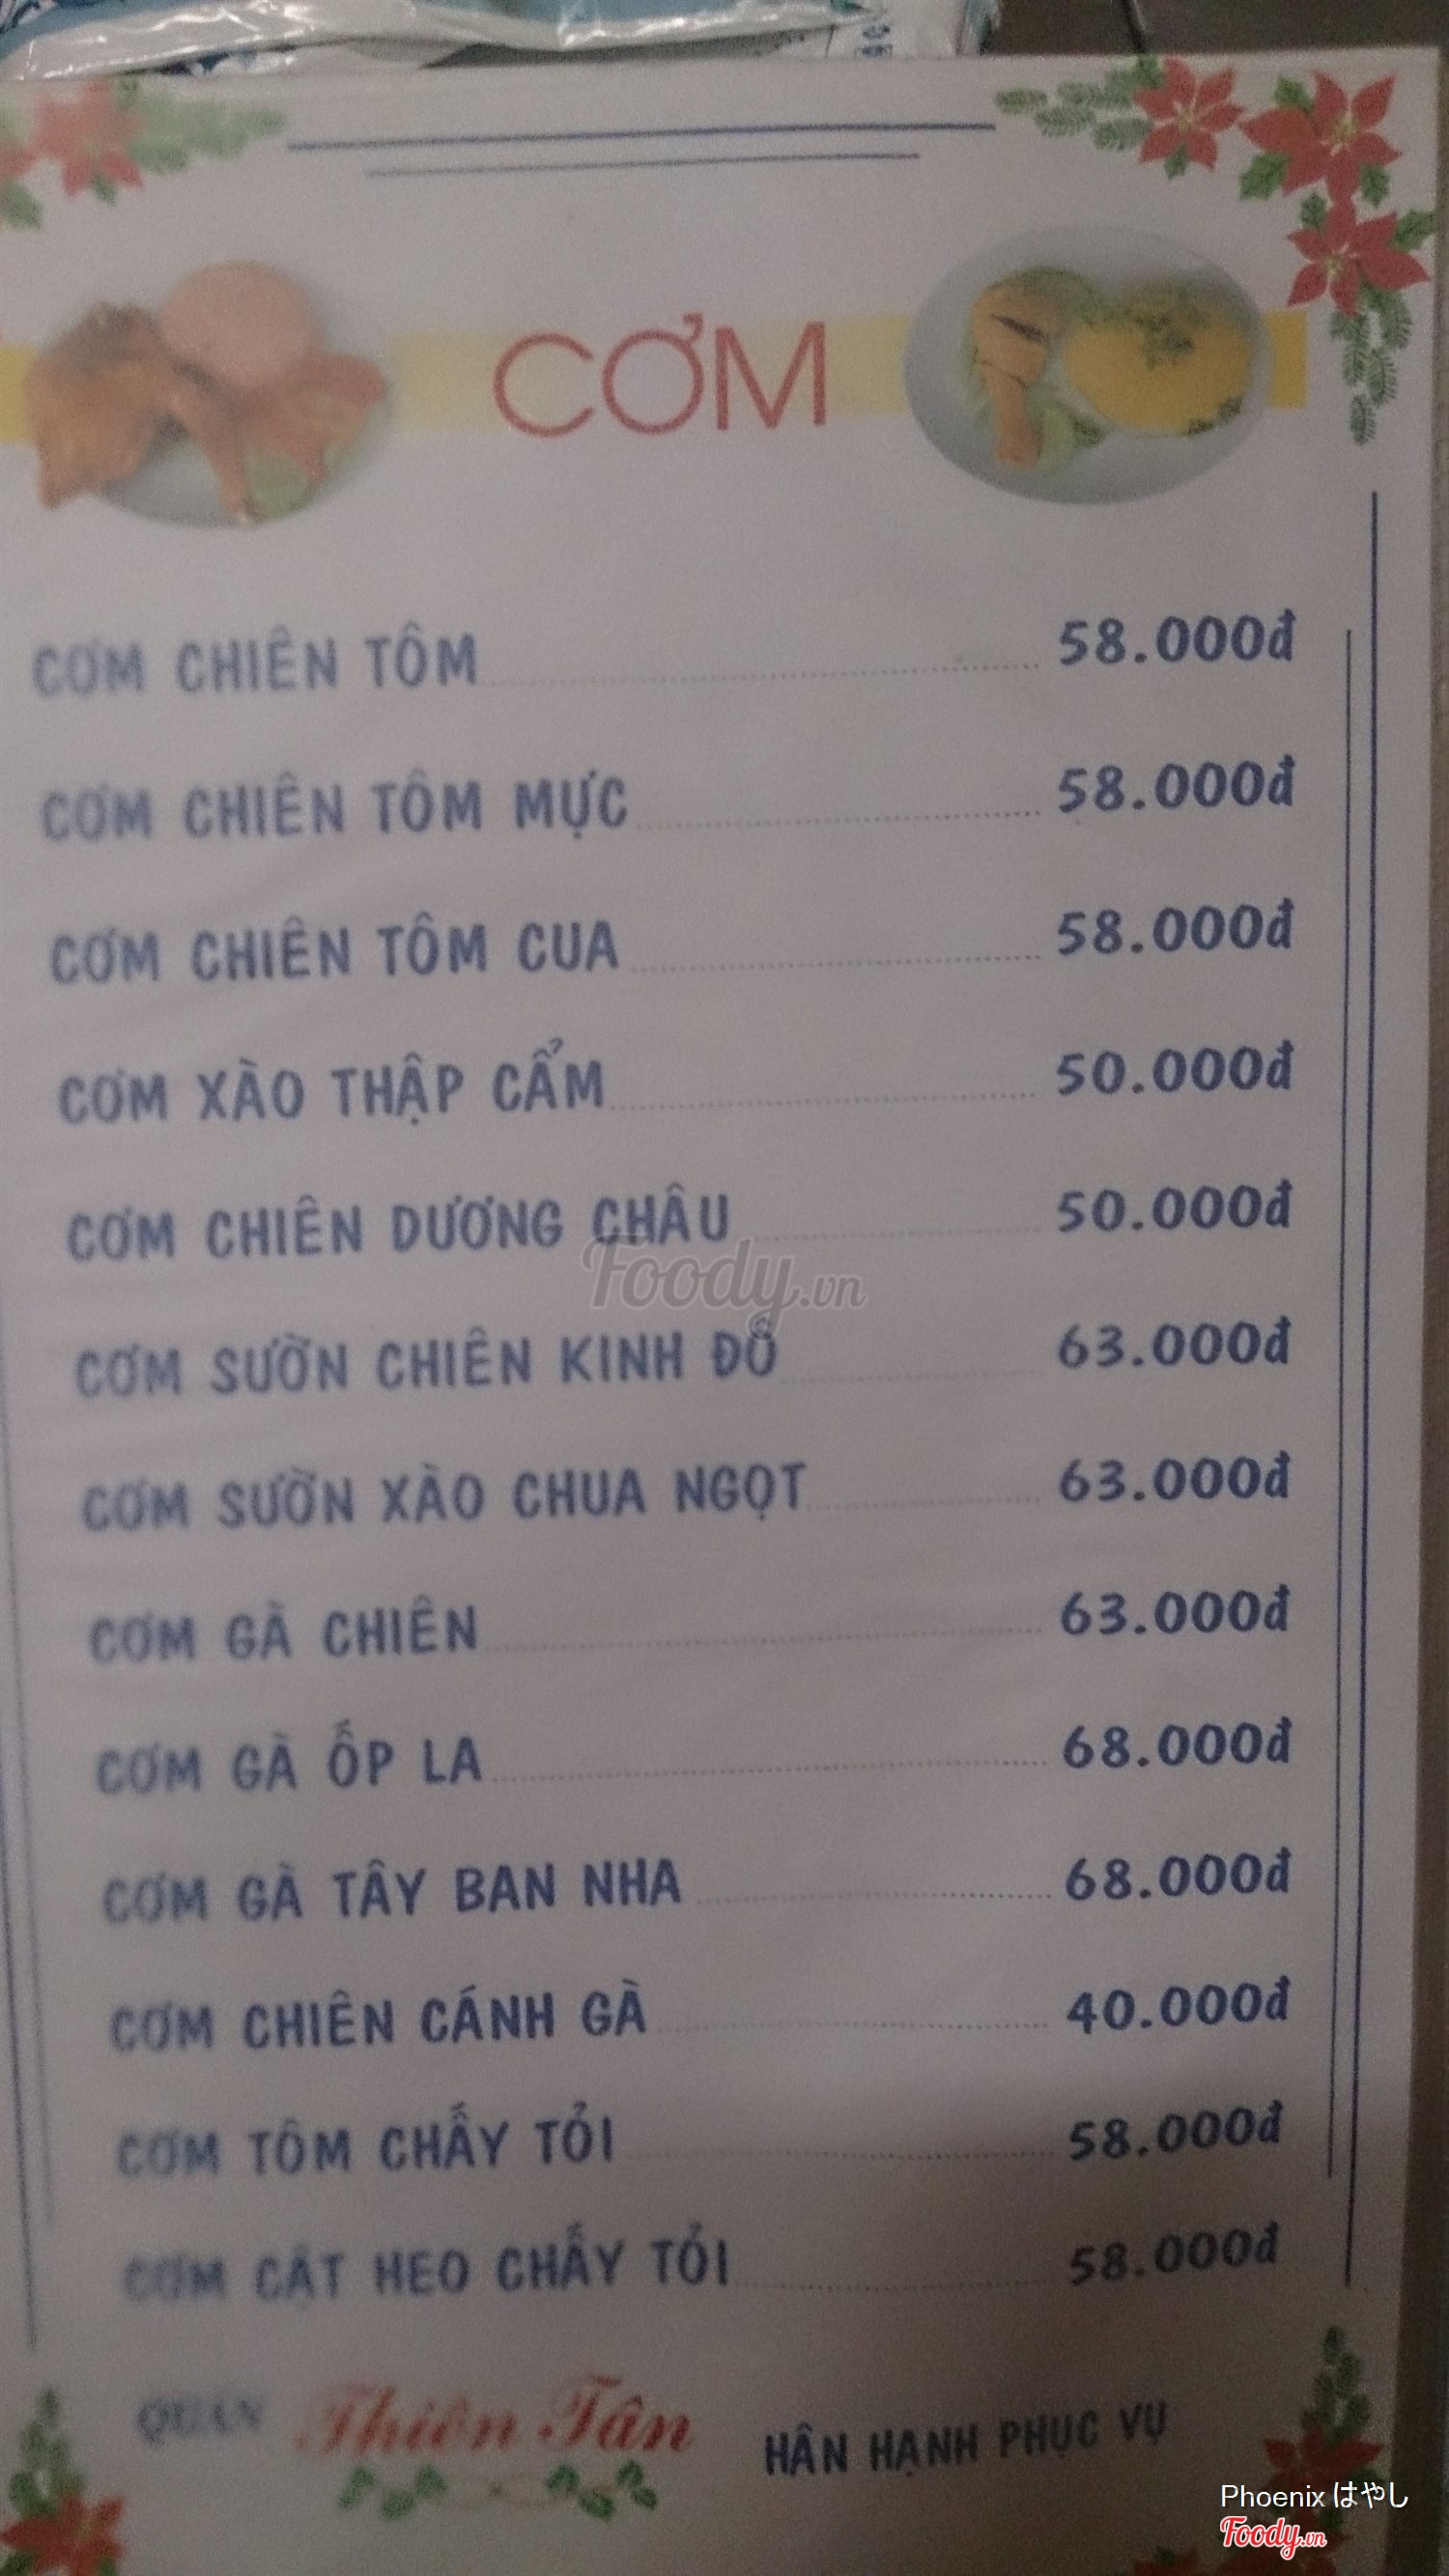 CƠM
CƠM CHIÊN TÔM 58.000đ
CƠM CHIÊN TÔM MỰC 58.000đ
CƠM CHIÊN TÔM CUA 58.000đ
CƠM XÀO THẬP CẨM 50.000đ
CƠM CHIÊN DƯƠNG CHÂU 50.000đ
Foody.vn
CƠM SƯỜN CHIÊN KINH ĐÔ 63.000đ
CƠM SƯỜN XÀO CHUA NGỌT 63.000đ
CƠM GÀ CHIÊN 63.000đ
CƠM GÀ ỐP LA 68.000đ
CƠM GÀ TÂY BAN NHA 68.000đ
CƠM CHIÊN CÁNH GÀ 40.000đ
CƠM TÔM CHẤY TỎI 58.000đ
CƠM CẬT HEO CHẤY TỎI 58.000đ
QUÁN Thiên Tân HÂN HẠNH PHỤC VỤ
Phoenix はやし
Foody.vn